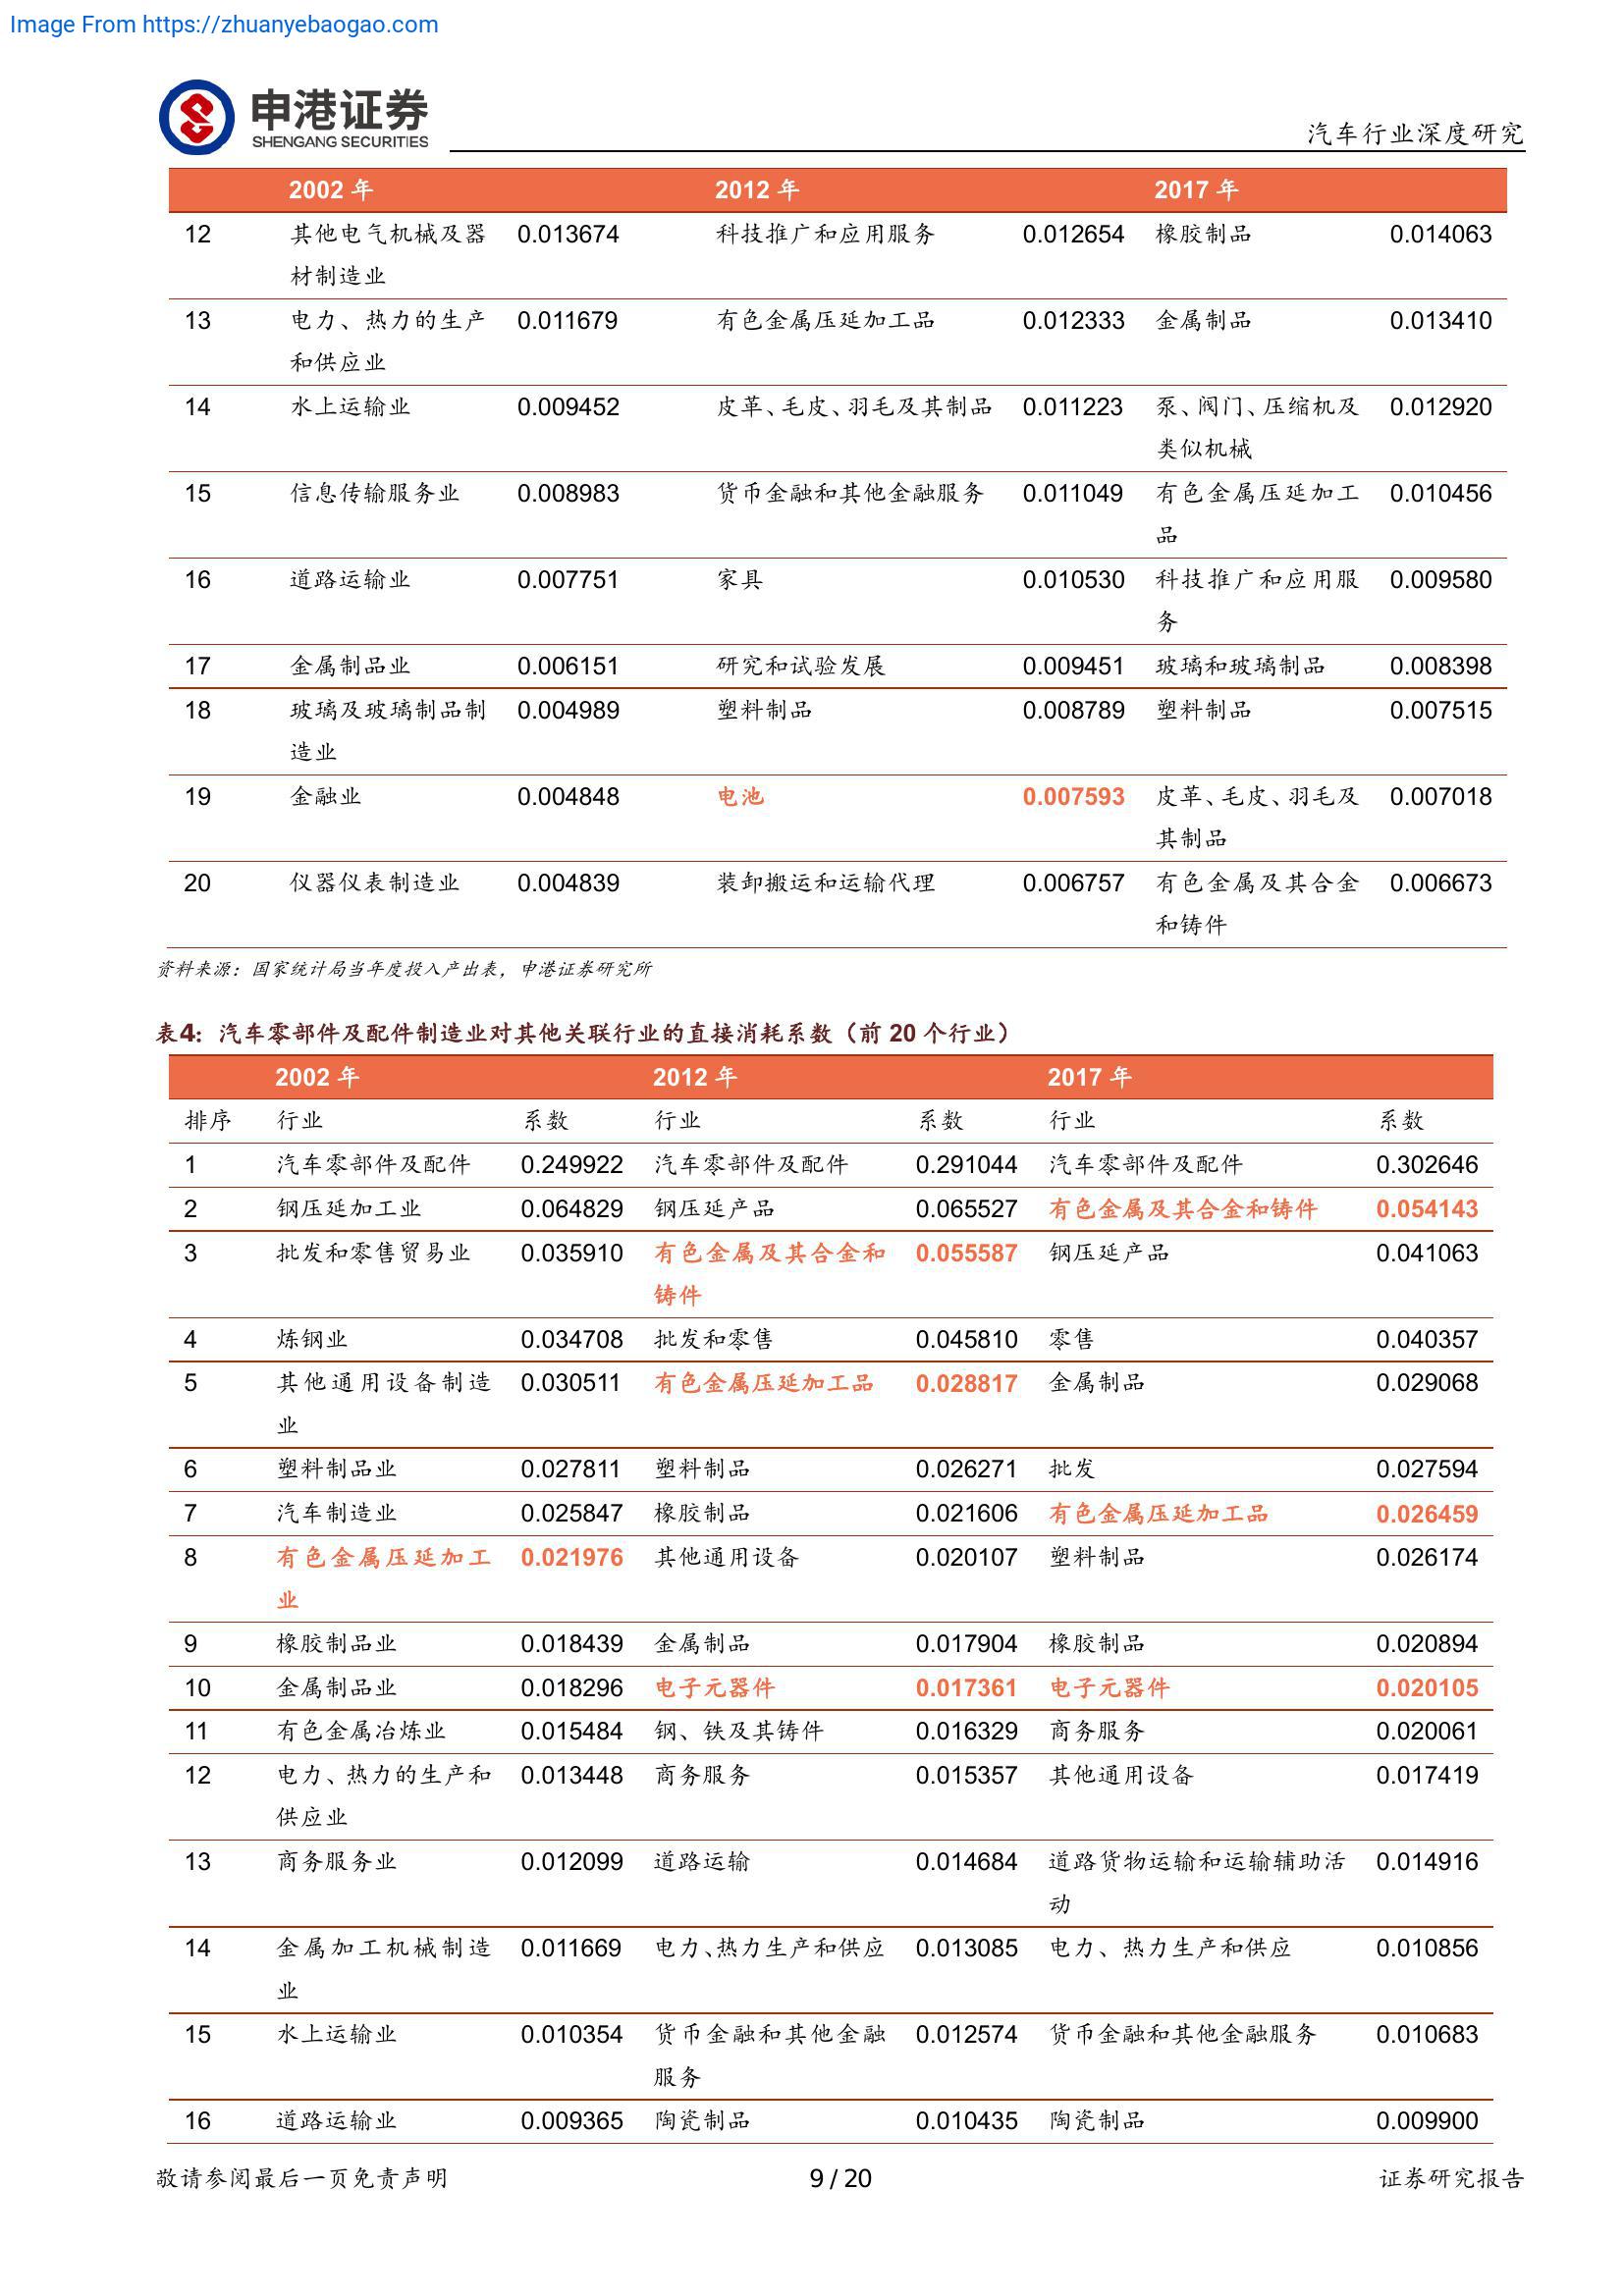 Image From https://zhuanyebaogao.com
申港证券
SHENGANG SECURITIES
汽车行业深度研究
2002 年 2012 年 2017 年
12 其他电气机械及器 0.013674 科技推广和应用服务 0.012654 橡胶制品 0.014063
材制造业
13 电力、热力的生产 0.011679 有色金属压延加工品 0.012333 金属制品 0.013410
和供应业
14 水上运输业 0.009452 皮革、毛皮、羽毛及其制品 0.011223 泵、阀门、压缩机及 0.012920
类似机械
15 信息传输服务业 0.008983 货币金融和其他金融服务 0.011049 有色金属压延加工 0.010456
品
16 道路运输业 0.007751 家具 0.010530 科技推广和应用服 0.009580
务
17 金属制品业 0.006151 研究和试验发展 0.009451 玻璃和玻璃制品 0.008398
18 玻璃及玻璃制品制 0.004989 塑料制品 0.008789 塑料制品 0.007515
造业
19 金融业 0.004848 电池 0.007593 皮革、毛皮、羽毛及 0.007018
其制品
20 仪器仪表制造业 0.004839 装卸搬运和运输代理 0.006757 有色金属及其合金 0.006673
和铸件
资料来源：国家统计局当年度投入产出表，申港证券研究所
表4：汽车零部件及配件制造业对其他关联行业的直接消耗系数（前 20 个行业）
2002 年 2012 年 2017 年
排序 行业 系数 行业 系数 行业 系数
1 汽车零部件及配件 0.249922 汽车零部件及配件 0.291044 汽车零部件及配件 0.302646
2 钢压延加工业 0.064829 钢压延产品 0.065527 有色金属及其合金和铸件 0.054143
3 批发和零售贸易业 0.035910 有色金属及其合金和 0.055587 钢压延产品 0.041063
铸件
4 炼钢业 0.034708 批发和零售 0.045810 零售 0.040357
5 其他通用设备制造 0.030511 有色金属压延加工品 0.028817 金属制品 0.029068
业
6 塑料制品业 0.027811 塑料制品 0.026271 批发 0.027594
7 汽车制造业 0.025847 橡胶制品 0.021606 有色金属压延加工品 0.026459
8 有色金属压延加工 0.021976 其他通用设备 0.020107 塑料制品 0.026174
业
9 橡胶制品业 0.018439 金属制品 0.017904 橡胶制品 0.020894
10 金属制品业 0.018296 电子元器件 0.017361 电子元器件 0.020105
11 有色金属冶炼业 0.015484 钢、铁及其铸件 0.016329 商务服务 0.020061
12 电力、热力的生产和 0.013448 商务服务 0.015357 其他通用设备 0.017419
供应业
13 商务服务业 0.012099 道路运输 0.014684 道路货物运输和运输辅助活 0.014916
动
14 金属加工机械制造 0.011669 电力、热力生产和供应 0.013085 电力、热力生产和供应 0.010856
业
15 水上运输业 0.010354 货币金融和其他金融 0.012574 货币金融和其他金融服务 0.010683
服务
16 道路运输业 0.009365 陶瓷制品 0.010435 陶瓷制品 0.009900
敬请参阅最后一页免责声明 9 / 20 证券研究报告